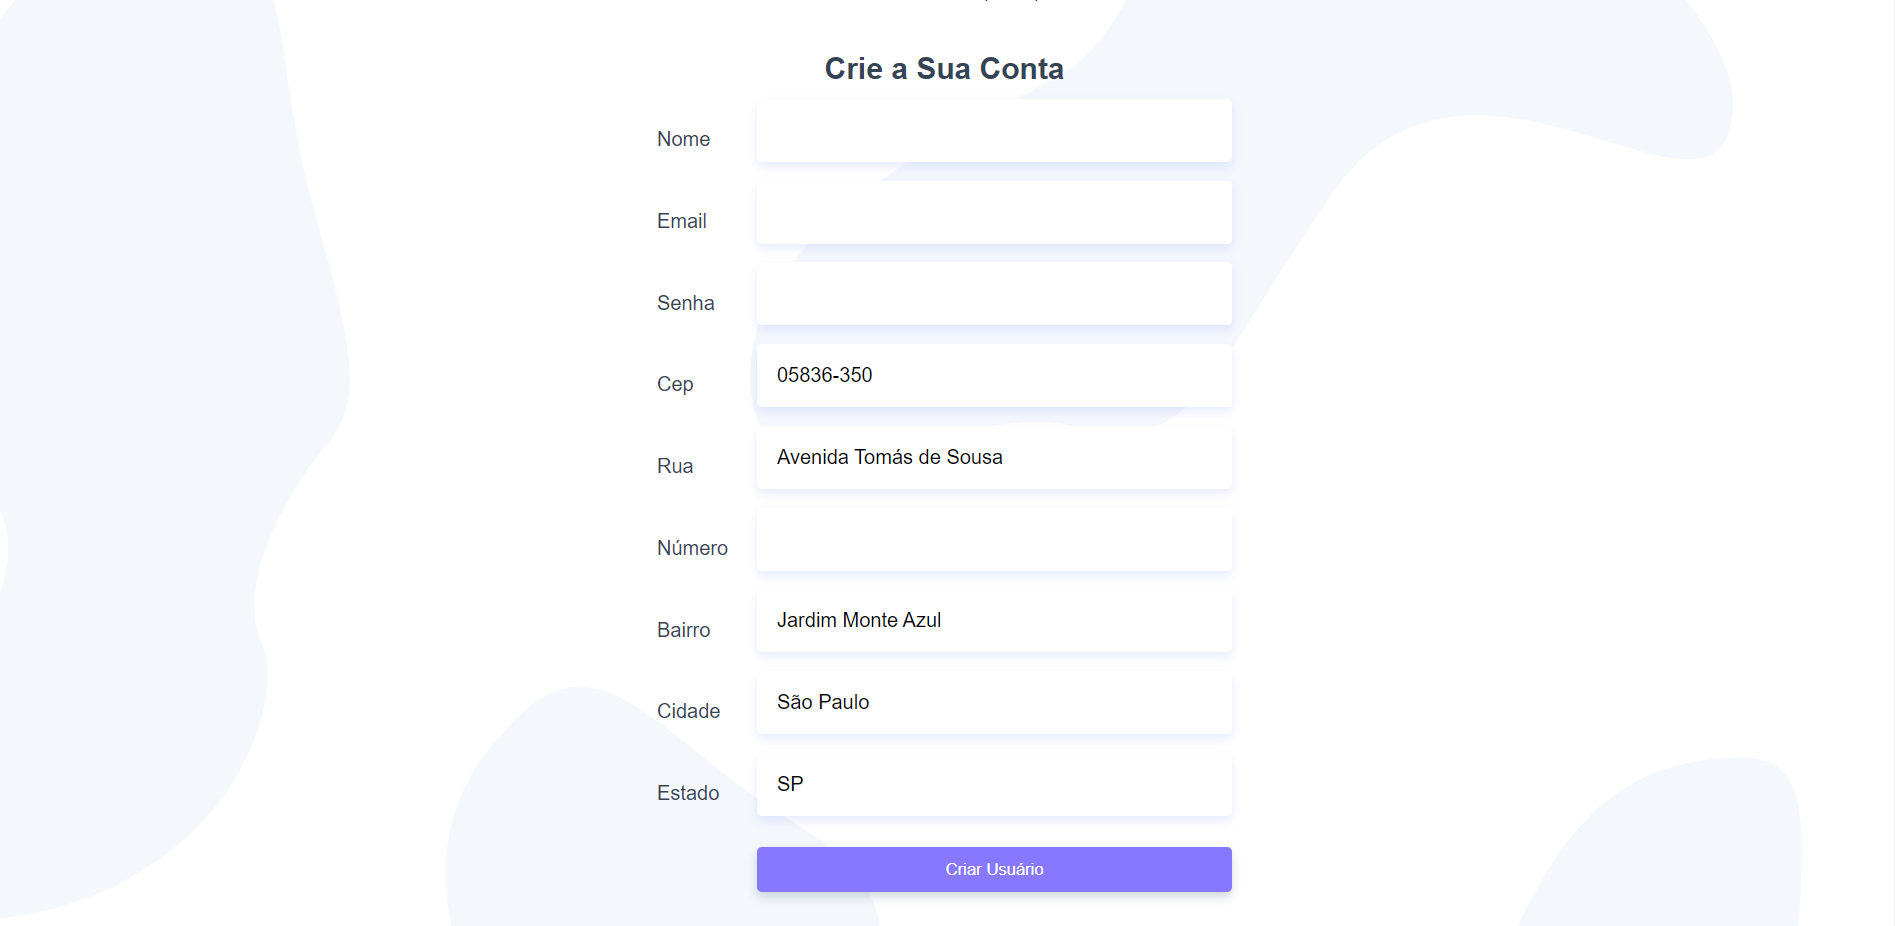 Crie a Sua Conta
Nome
Email
Senha
Cep 05836-350
Rua Avenida Tomás de Sousa
Número
Bairro Jardim Monte Azul
Cidade São Paulo
Estado SP
Criar Usuário